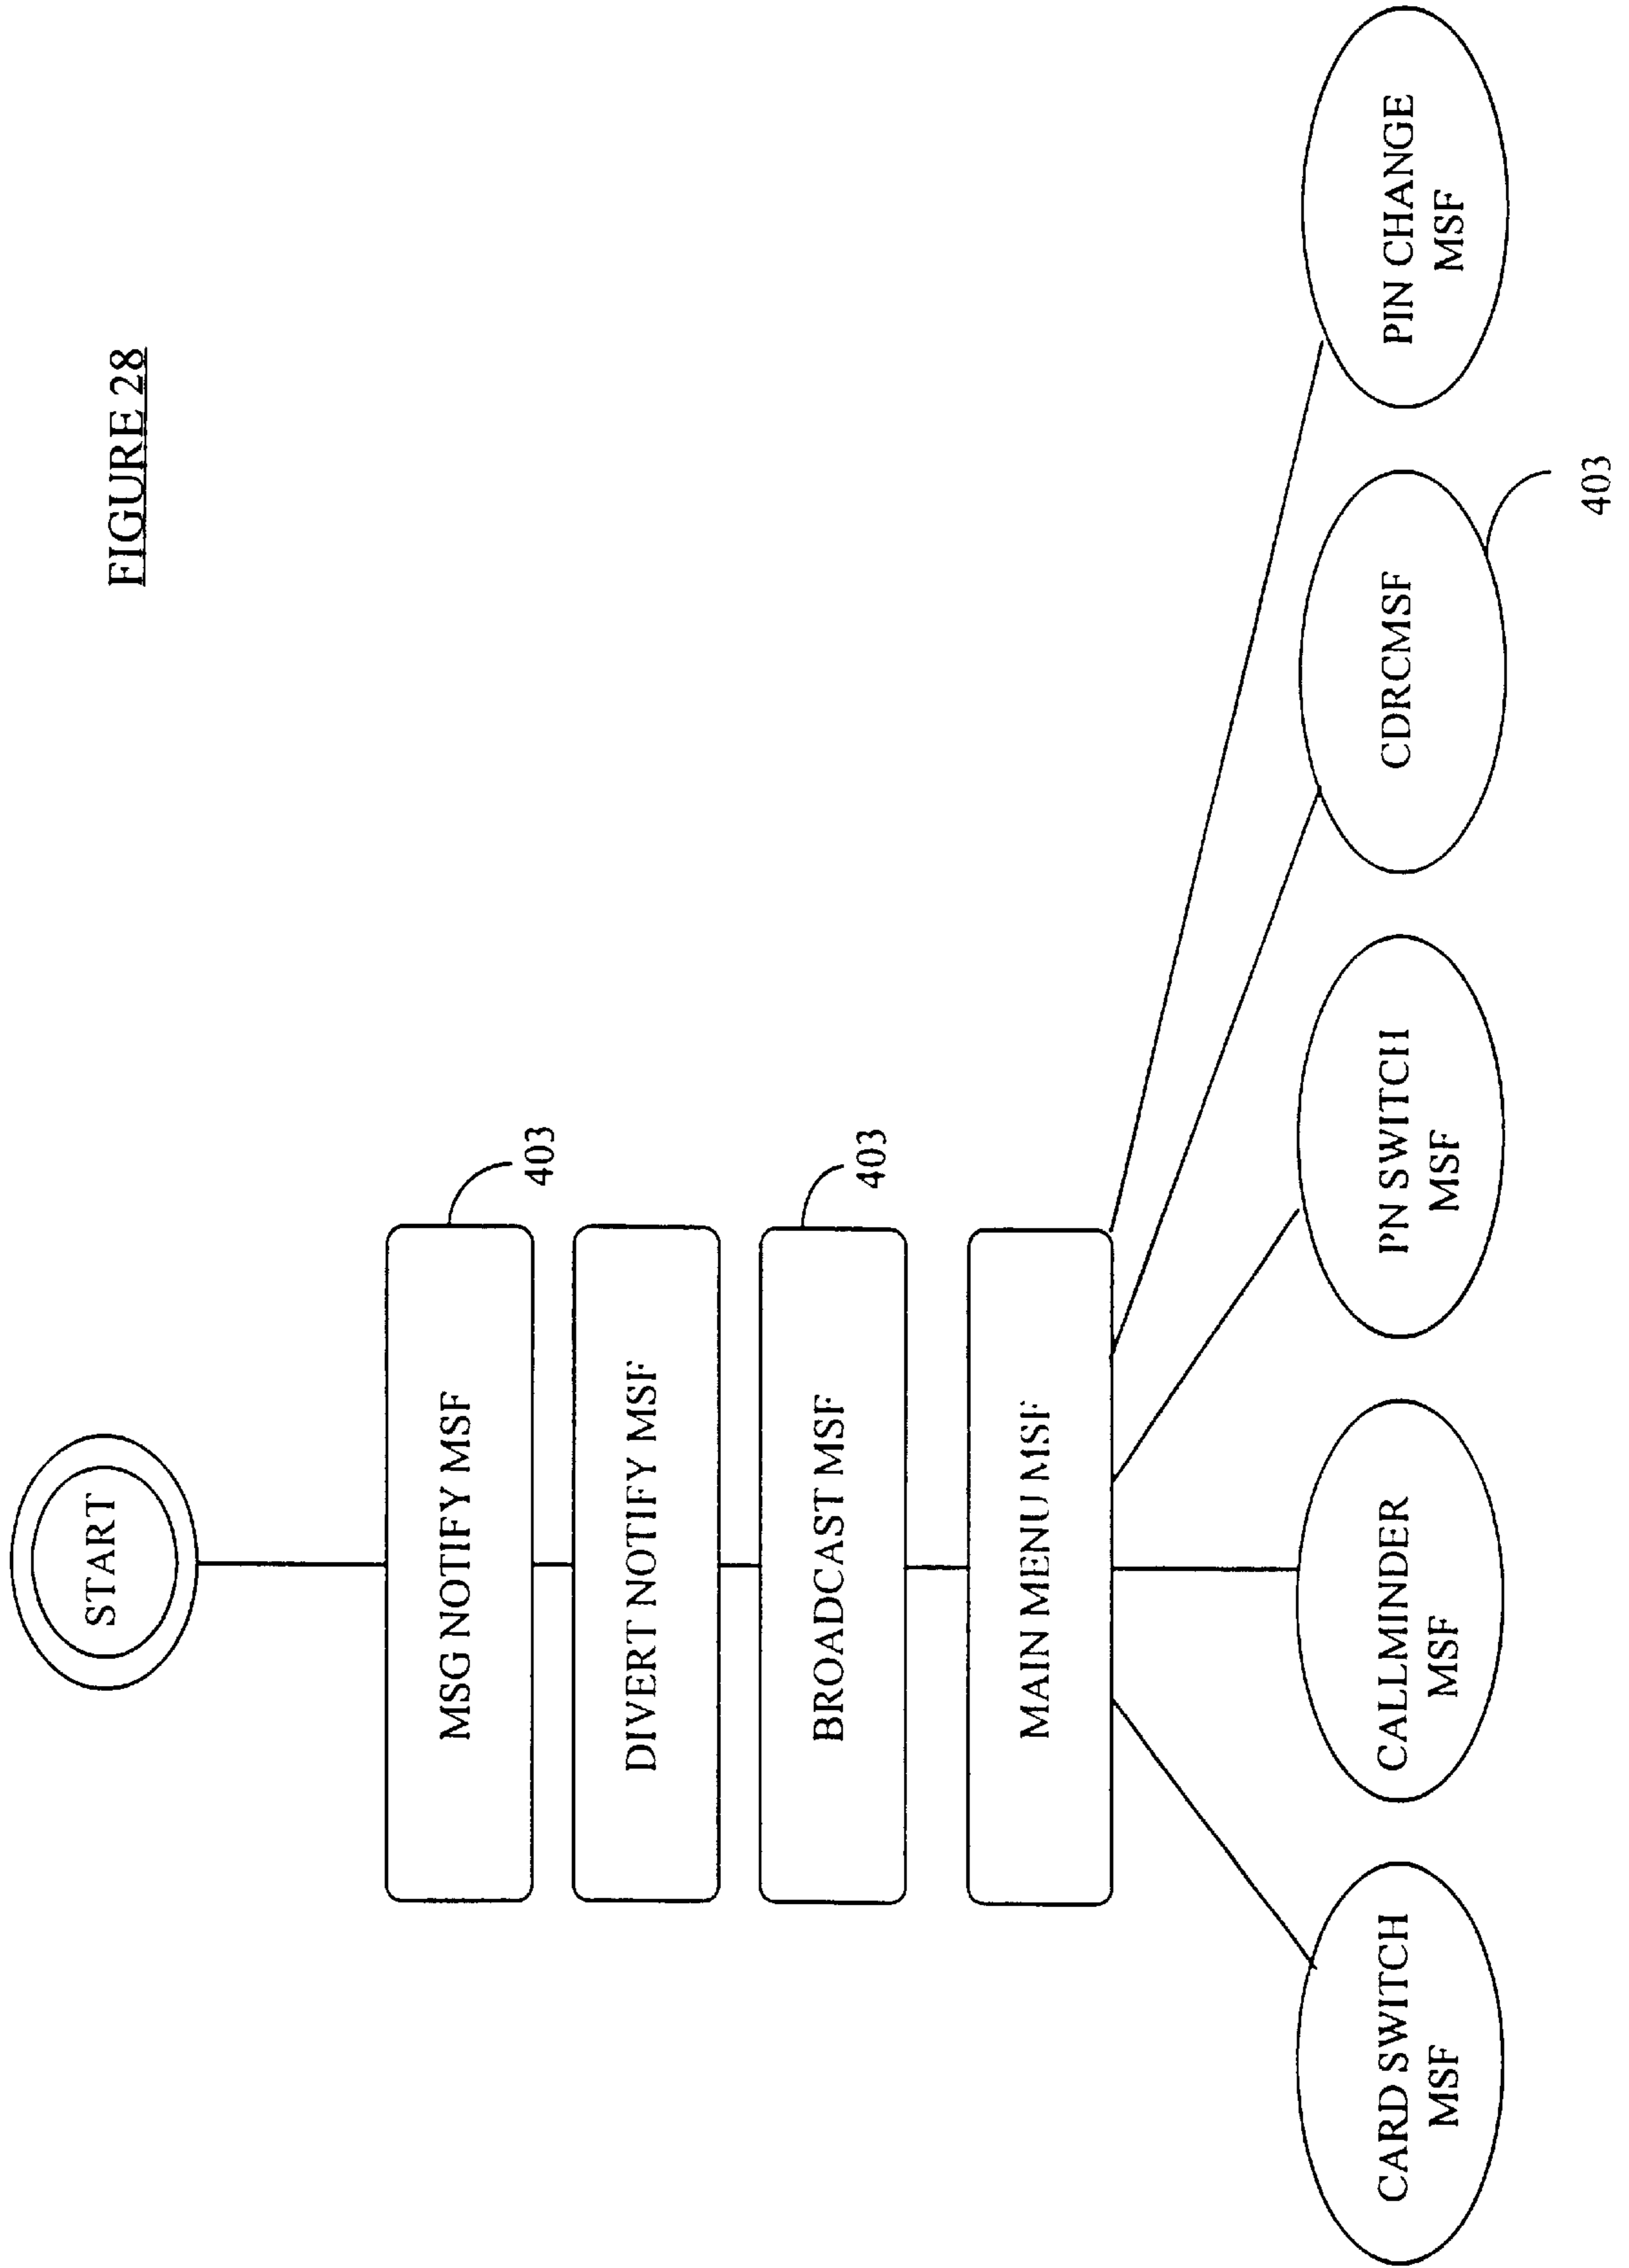 FIGURE 28
START
MSG NOTIFY MSF
403
DIVERT NOTIFY MSF
BROADCAST MSF
403
MAIN MENU MSF
CARD SWITCH
MSF
CALLMINDER
MSF
PN SWITCH
MSF
CDRCMSF
403
PIN CHANGE
MSF